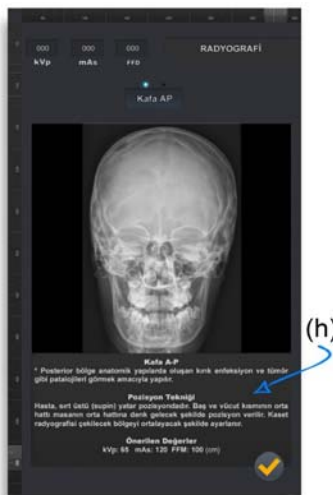 000 000 000 RADYOGRAFİ
kVp mAs FFD
Kafa AP
(h)
Kafa A-P
* Posterior bölge anatomik yapılarda oluşan kırık enfeksiyon ve tümör
gibi patalojileri görmek amacıyla yapılır.
Pozisyon Tekniği
Hasta, sırt üstü (supin) yatar pozisyondadır. Baş ve vücut kısmının orta
hattı masanın orta hattına denk gelecek şekilde pozisyon verilir. Kaset
radyografisi çekilecek bölgeyi ortalayacak şekilde ayarlanır.
Önerilen Değerler
kVp: 65 mAs: 120 FFM: 100 (cm)